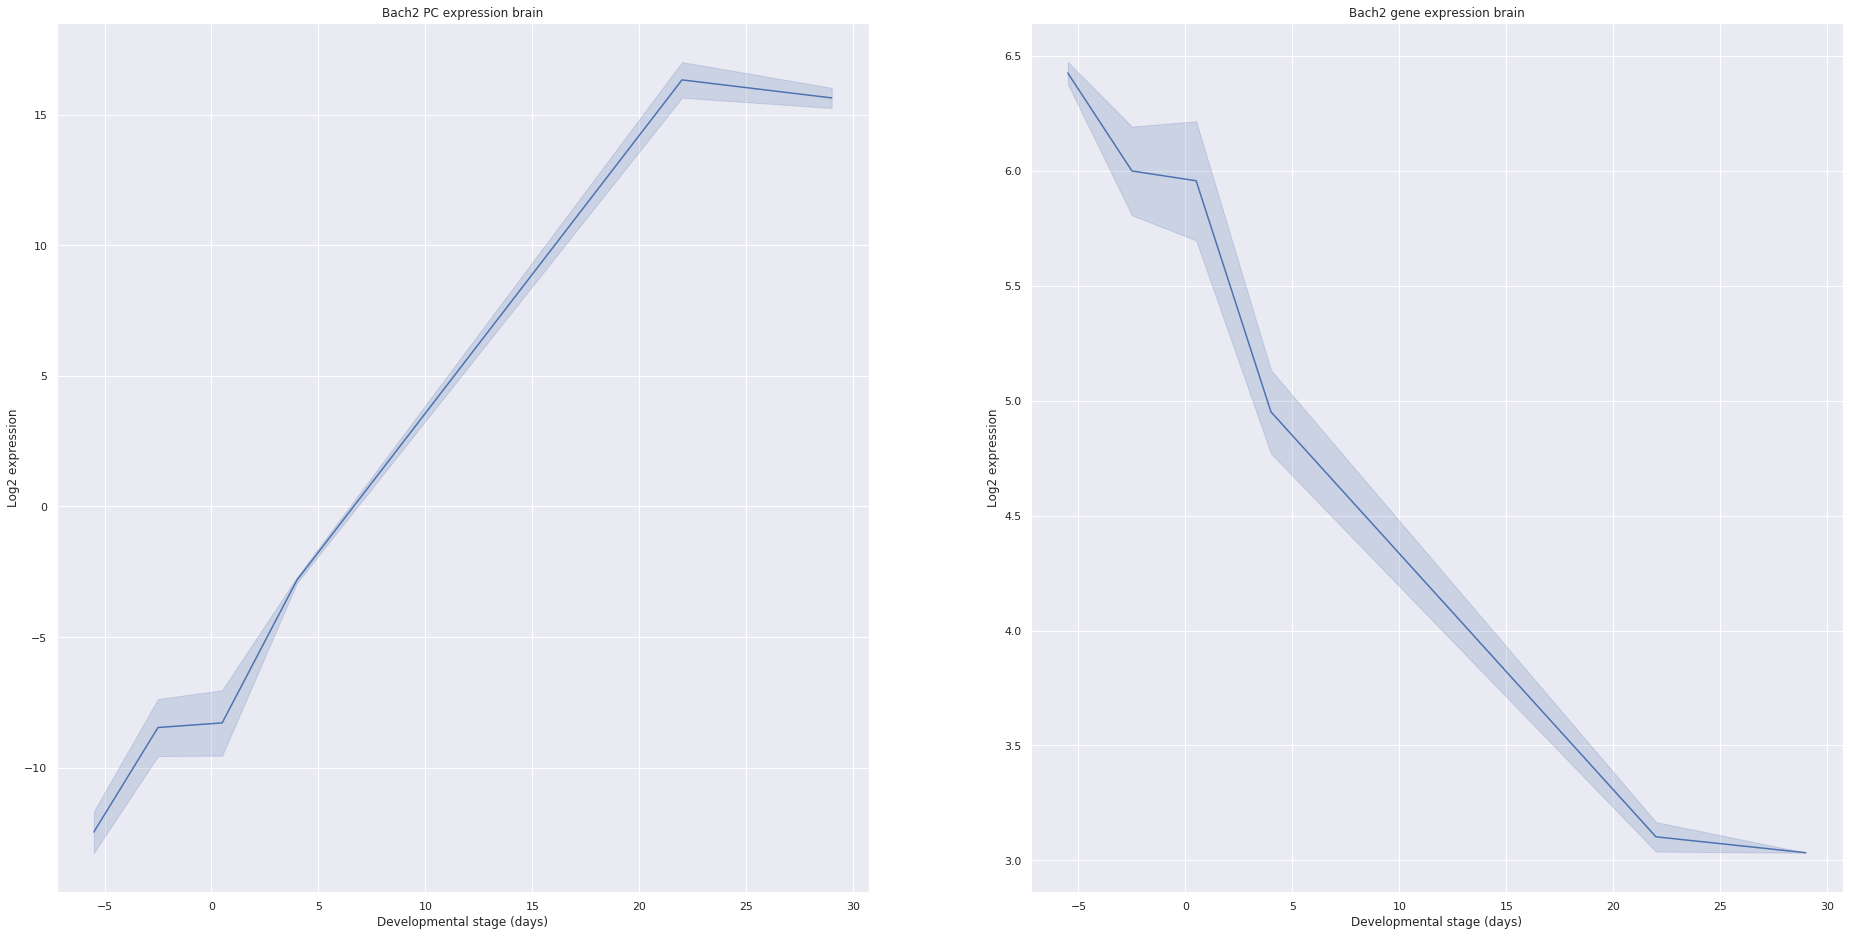 Bach2 PC expression brain
Log2 expression
15
10
5
0
−5
−10
−5 0 5 10 15 20 25 30
Developmental stage (days)
Bach2 gene expression brain
Log2 expression
6.5
6.0
5.5
5.0
4.5
4.0
3.5
3.0
−5 0 5 10 15 20 25 30
Developmental stage (days)